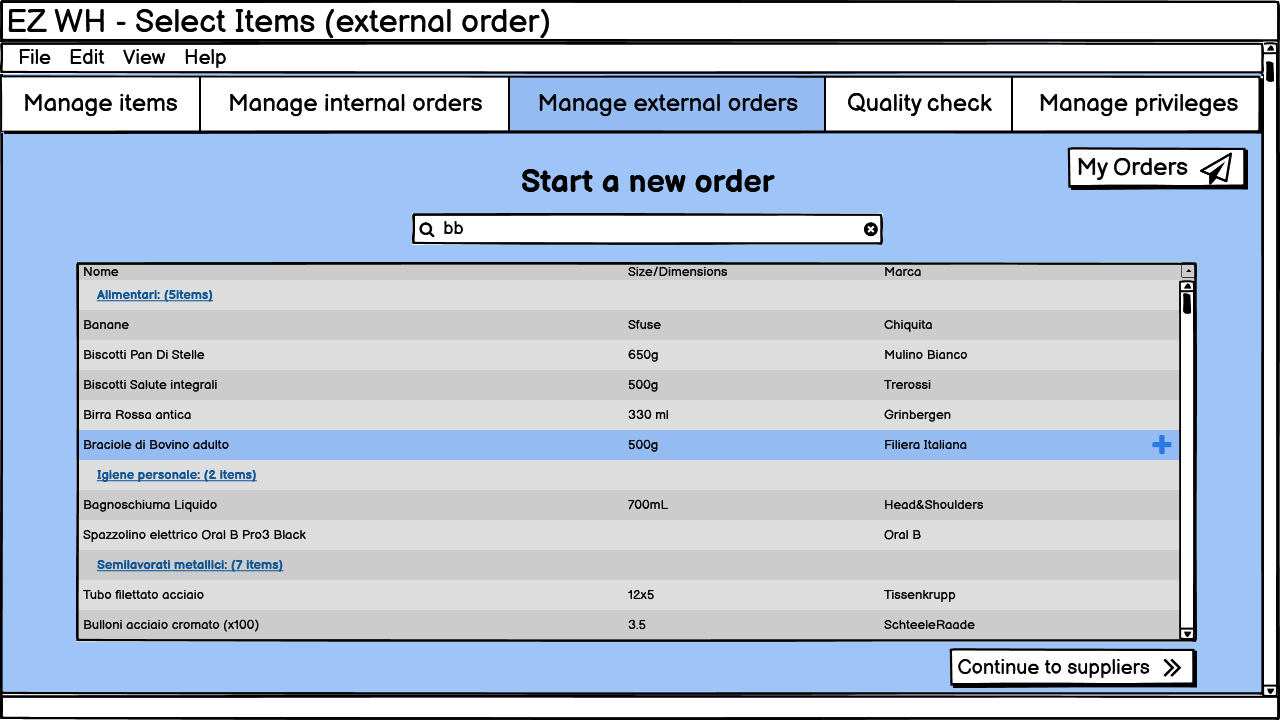 EZ WH - Select Items (external order)
File Edit View Help
Manage items Manage internal orders Manage external orders Quality check Manage privileges
My Orders
Start a new order
bb
Nome Size/Dimensions Marca
Alimentari: (5items)
Banane Sfuse Chiquita
Biscotti Pan Di Stelle 650g Mulino Bianco
Biscotti Salute integrali 500g Trerossi
Birra Rossa antica 330 ml Grinbergen
Braciole di Bovino adulto 500g Filiera Italiana
Igiene personale: (2 items)
Bagnoschiuma Liquido 700mL Head&Shoulders
Spazzolino elettrico Oral B Pro3 Black Oral B
Semilavorati metallici: (7 items)
Tubo filettato acciaio 12x5 Tissenkrupp
Bulloni acciaio cromato (x100) 3.5 SchteeleRaade
Continue to suppliers